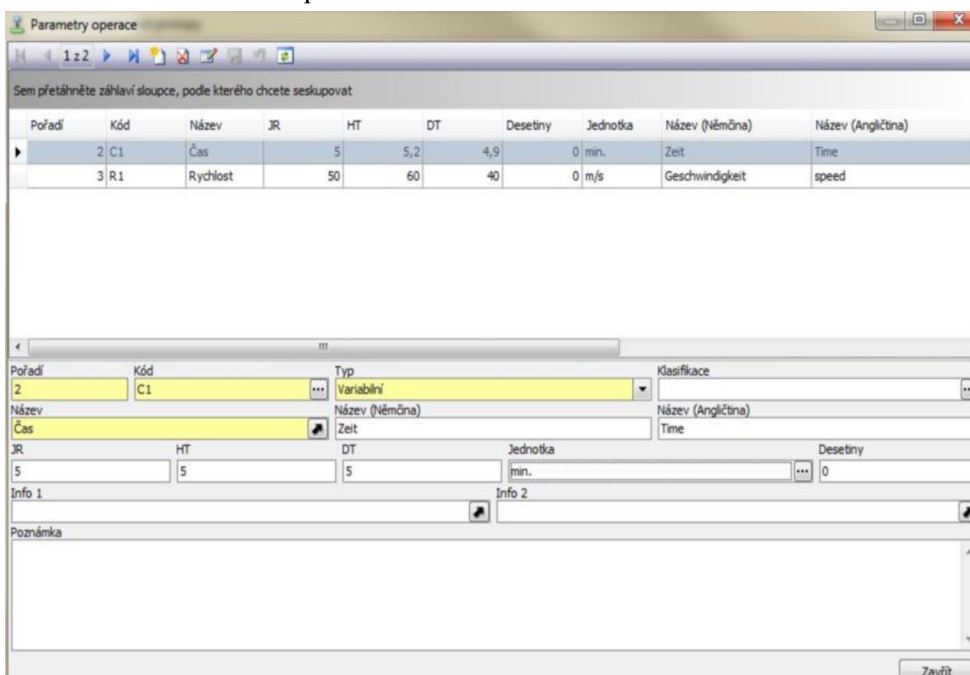 Parametry operace
1 z 2
Sem přetáhněte záhlaví sloupce, podle kterého chcete seskupovat
Pořadí Kód Název JR HT DT Desetiny Jednotka Název (Němčina) Název (Angličtina)
2 C1 Čas 5 5,2 4,9 0 min. Zeit Time
3 R1 Rychlost 50 60 40 0 m/s Geschwindigkeit speed
Pořadí Kód Typ Klasifikace
2 C1 Variabilní
Název Název (Němčina) Název (Angličtina)
Čas Zeit Time
JR HT DT Jednotka Desetiny
5 5 5 min. 0
Info 1 Info 2
Poznámka
Zavřít